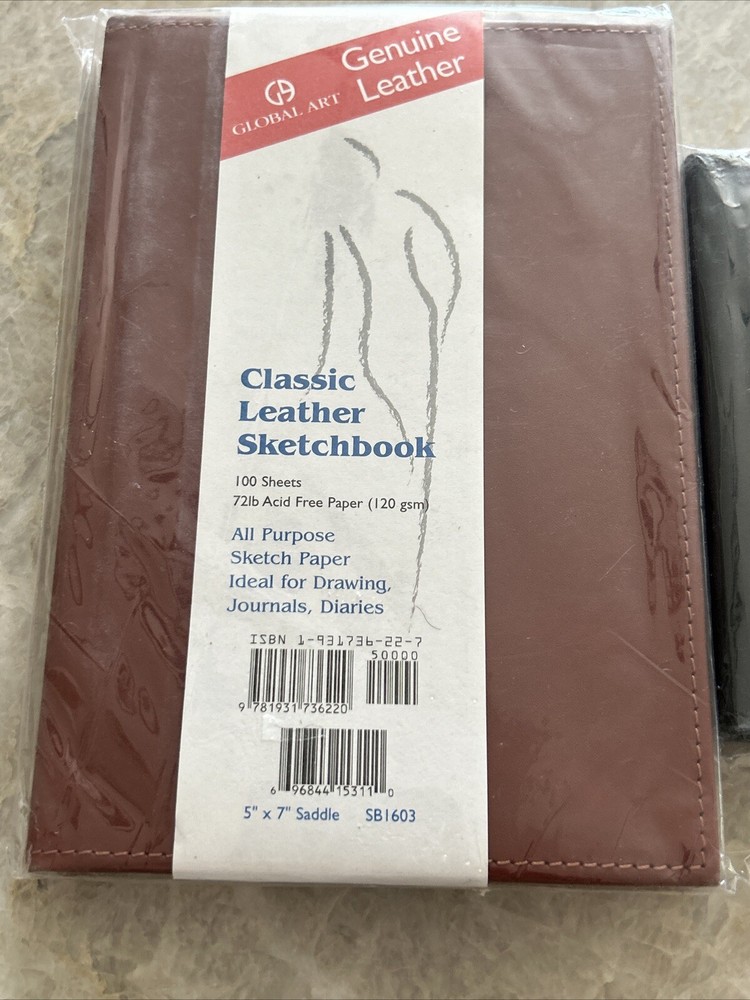 Genuine
Leather
GA
GLOBAL ART
Classic
Leather
Sketchbook
100 Sheets
72lb Acid Free Paper (120 gsm)
All Purpose
Sketch Paper
Ideal for Drawing,
Journals, Diaries
ISBN 1-931736-22-7
50000
9 781931 736220
6 96844 15311 0
5" x 7" Saddle SB1603